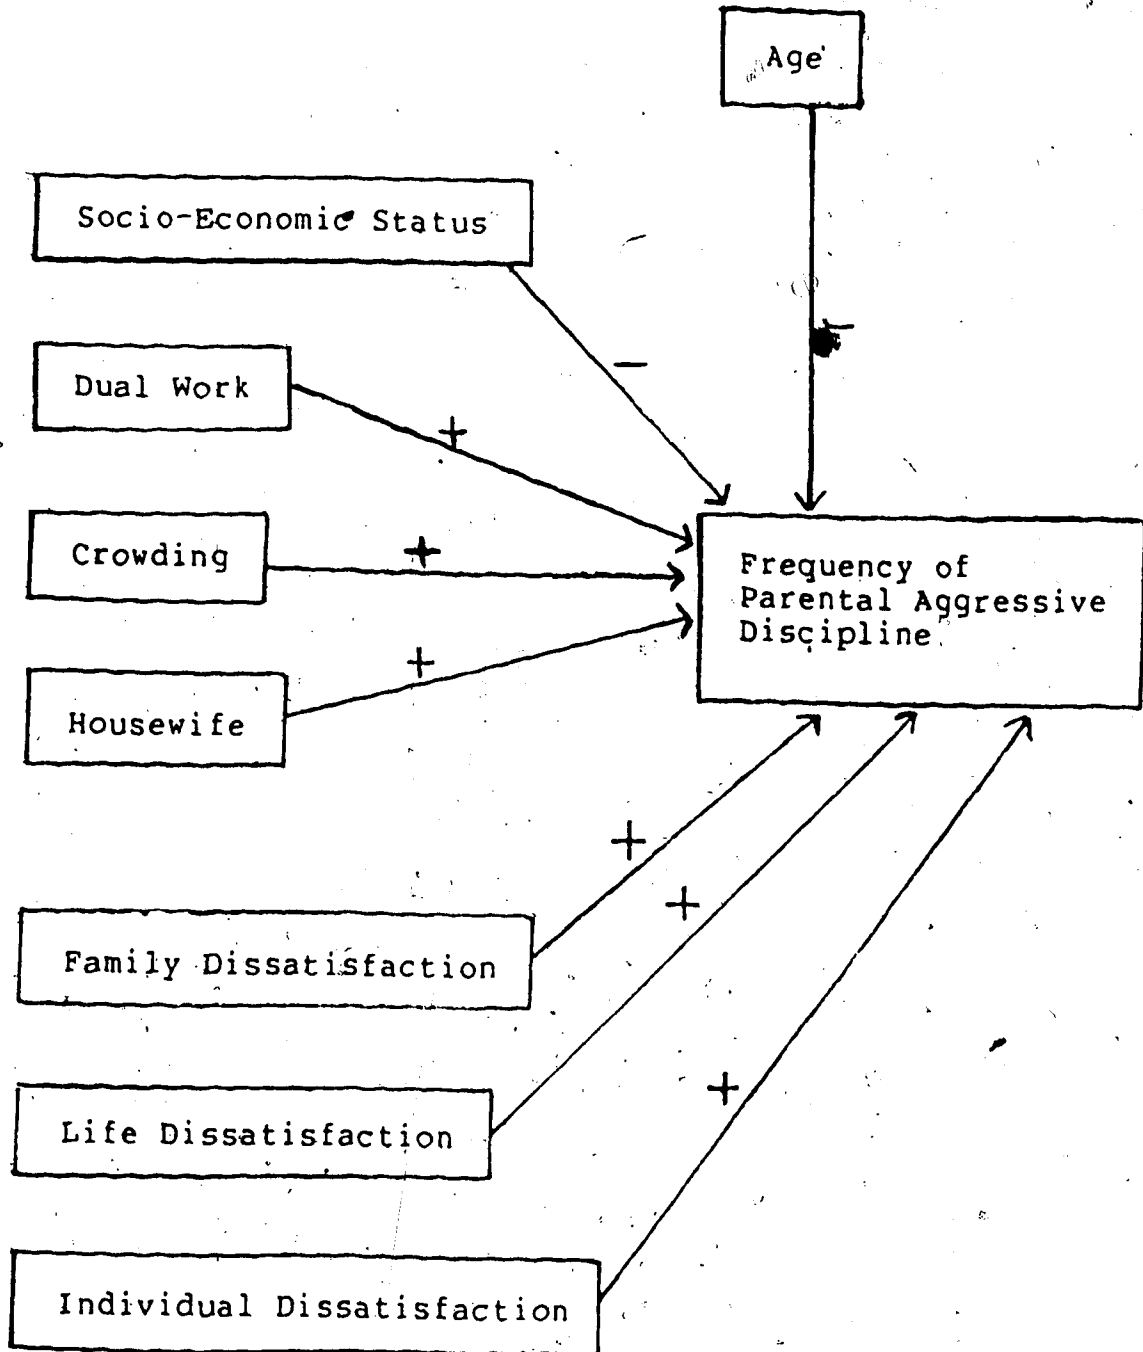 Age
Socio-Economic Status
−
Dual Work
+
Crowding
+
Frequency of
Parental Aggressive
Discipline
Housewife
+
+
Family Dissatisfaction
+
Life Dissatisfaction
+
Individual Dissatisfaction